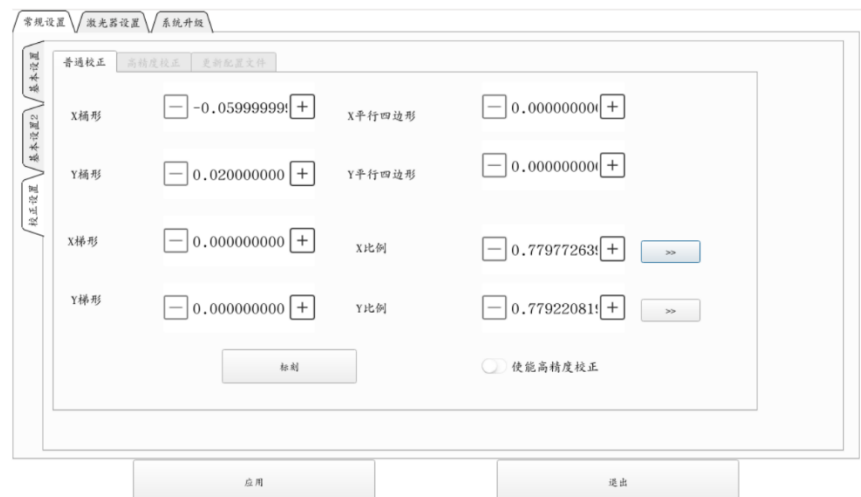 常规设置 激光器设置 系统升级
基本设置
基本设置2
校正设置
普通校正 高精度校正 更新配置文件
X桶形 — -0.05999999 + X平行四边形 — 0.00000000 +
Y桶形 — 0.020000000 + Y平行四边形 — 0.00000000 +
X梯形 — 0.000000000 + X比例 — 0.77977263 + >>
Y梯形 — 0.000000000 + Y比例 — 0.77922081 + >>
标刻 使能高精度校正
应用 退出